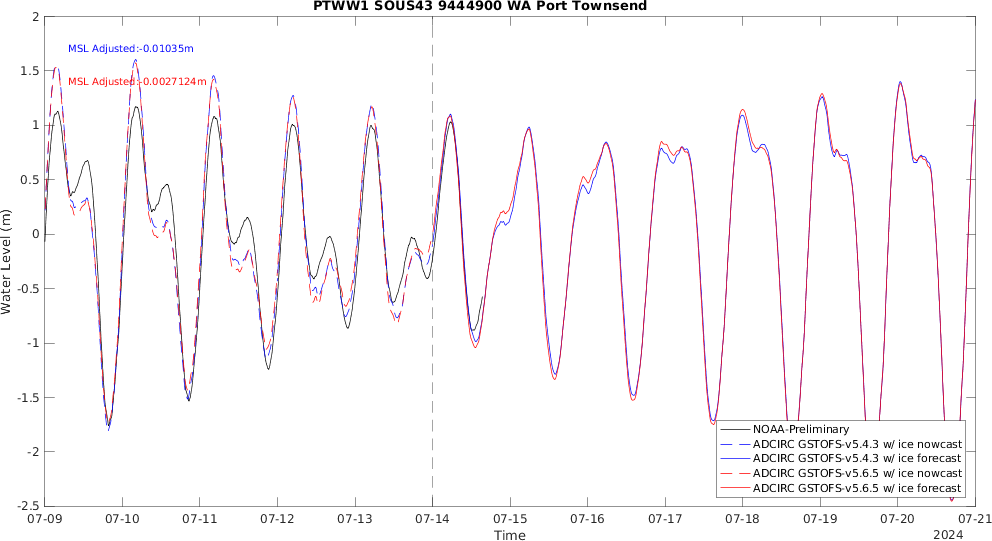 PTWW1 SOUS43 9444900 WA Port Townsend
MSL Adjusted:-0.01035m
MSL Adjusted:-0.0027124m
Water Level (m)
2
1.5
1
0.5
0
-0.5
-1
-1.5
-2
-2.5
NOAA-Preliminary
ADCIRC GSTOFS-v5.4.3 w/ ice nowcast
ADCIRC GSTOFS-v5.4.3 w/ ice forecast
ADCIRC GSTOFS-v5.6.5 w/ ice nowcast
ADCIRC GSTOFS-v5.6.5 w/ ice forecast
07-09 07-10 07-11 07-12 07-13 07-14 07-15 07-16 07-17 07-18 07-19 07-20 07-21
Time
2024